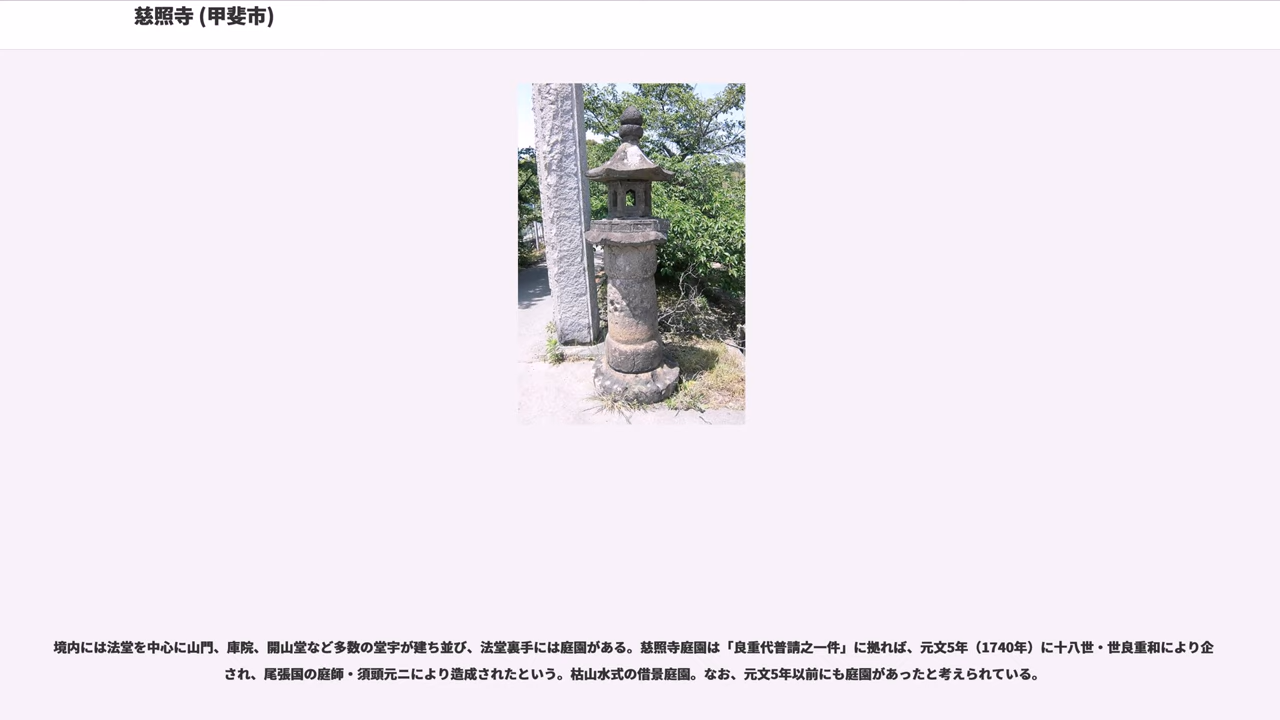 慈照寺 (甲斐市)
境内には法堂を中心に山門、庫院、開山堂など多数の堂宇が建ち並び、法堂裏手には庭園がある。慈照寺庭園は「良重代普請之一件」に拠れば、元文5年（1740年）に十八世・世良重和により企
され、尾張国の庭師・須頭元二により造成されたという。枯山水式の借景庭園。なお、元文5年以前にも庭園があったと考えられている。